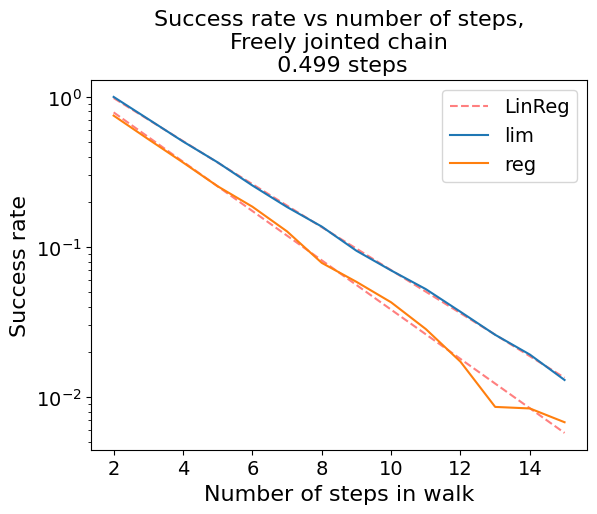 Success rate vs number of steps,
Freely jointed chain
0.499 steps
LinReg
lim
reg
Success rate
10⁰
10⁻¹
10⁻²
2 4 6 8 10 12 14
Number of steps in walk